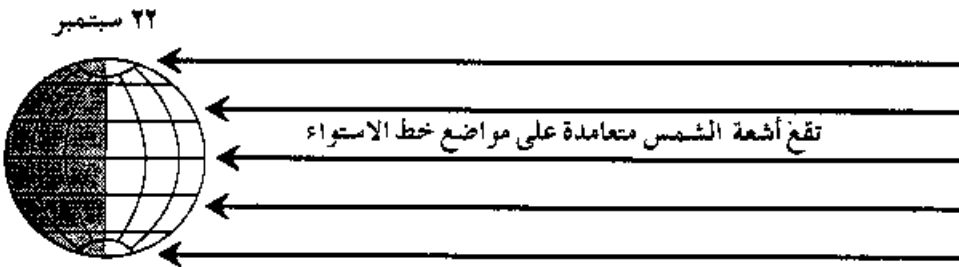 ٢٢ سبتمبر
تقع أشعة الشمس متعامدة على مواضع خط الاستواء